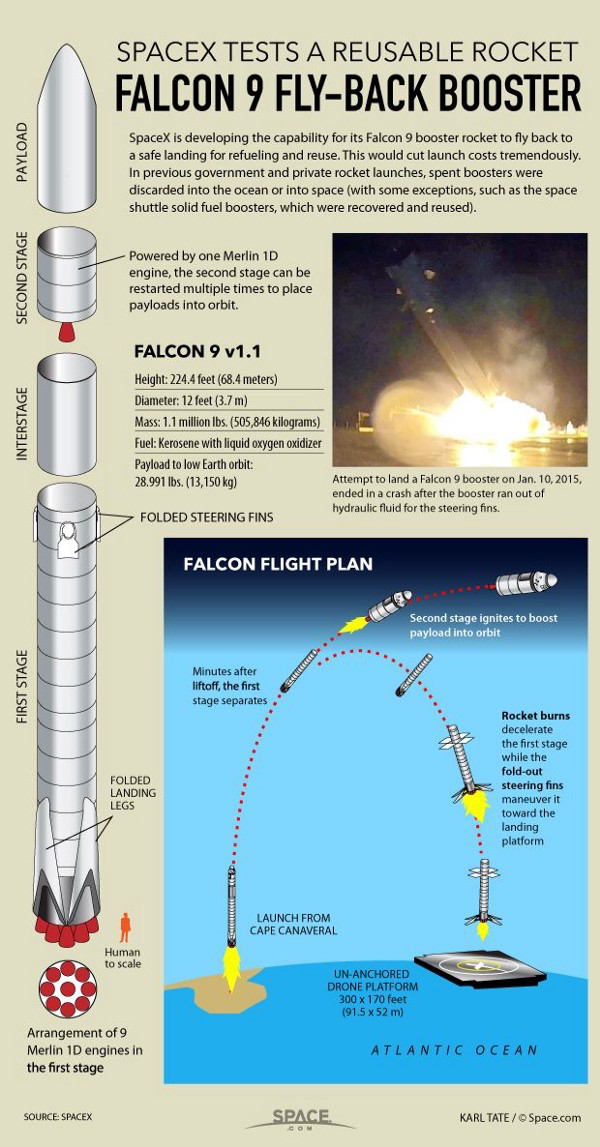 SPACEX TESTS A REUSABLE ROCKET
FALCON 9 FLY-BACK BOOSTER
SpaceX is developing the capability for its Falcon 9 booster rocket to fly back to
a safe landing for refueling and reuse. This would cut launch costs tremendously.
In previous government and private rocket launches, spent boosters were
discarded into the ocean or into space (with some exceptions, such as the space
shuttle solid fuel boosters, which were recovered and reused).
PAYLOAD
SECOND STAGE
Powered by one Merlin 1D
engine, the second stage can be
restarted multiple times to place
payloads into orbit.
INTERSTAGE
FALCON 9 v1.1
Height: 224.4 feet (68.4 meters)
Diameter: 12 feet (3.7 m)
Mass: 1.1 million lbs. (505,846 kilograms)
Fuel: Kerosene with liquid oxygen oxidizer
Payload to low Earth orbit:
28.991 lbs. (13,150 kg)
Attempt to land a Falcon 9 booster on Jan. 10, 2015,
ended in a crash after the booster ran out of
hydraulic fluid for the steering fins.
FOLDED STEERING FINS
FIRST STAGE
FOLDED
LANDING
LEGS
Human
to scale
Arrangement of 9
Merlin 1D engines in
the first stage
FALCON FLIGHT PLAN
Second stage ignites to boost
payload into orbit
Minutes after
liftoff, the first
stage separates
Rocket burns
decelerate
the first stage
while the
fold-out
steering fins
maneuver it
toward the
landing
platform
LAUNCH FROM
CAPE CANAVERAL
UN-ANCHORED
DRONE PLATFORM
300 x 170 feet
(91.5 x 52 m)
ATLANTIC OCEAN
SOURCE: SPACEX
SPACE.
.COM
KARL TATE / © Space.com